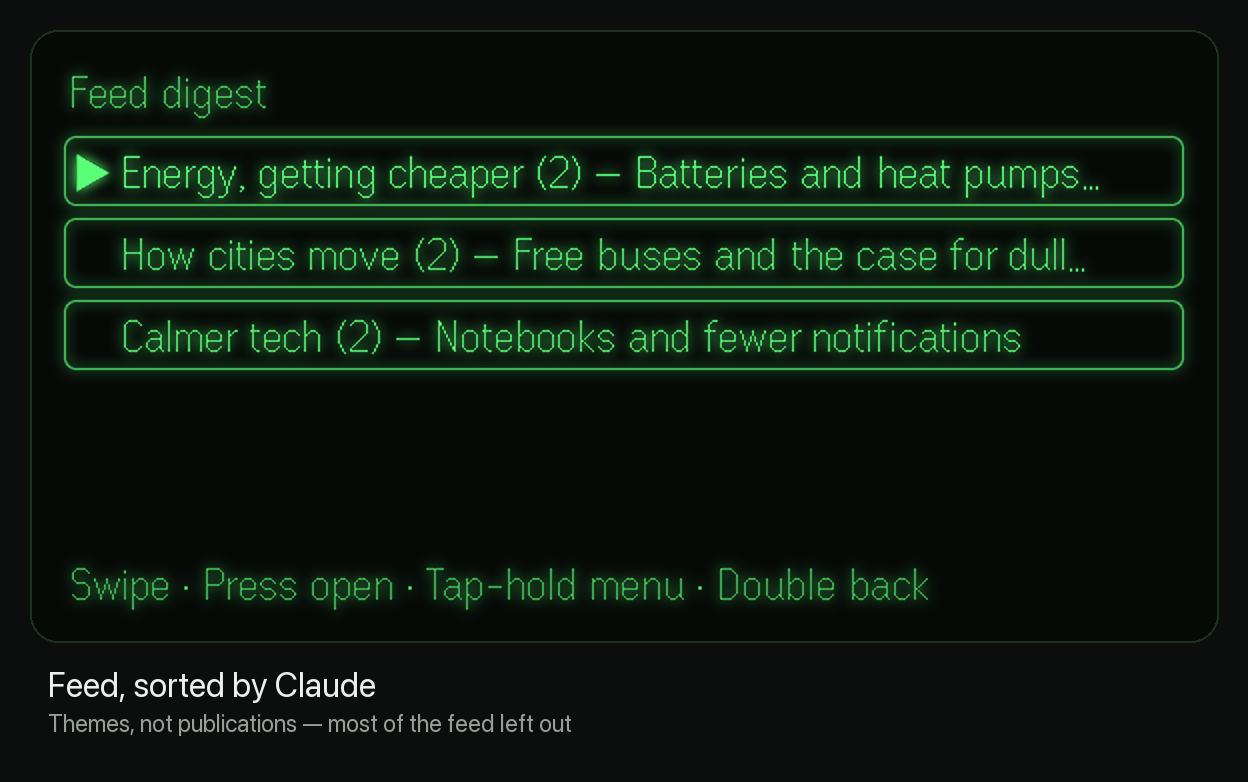 Feed digest
Energy, getting cheaper (2) — Batteries and heat pumps…
How cities move (2) — Free buses and the case for dull…
Calmer tech (2) — Notebooks and fewer notifications
Swipe · Press open · Tap-hold menu · Double back
Feed, sorted by Claude
Themes, not publications — most of the feed left out